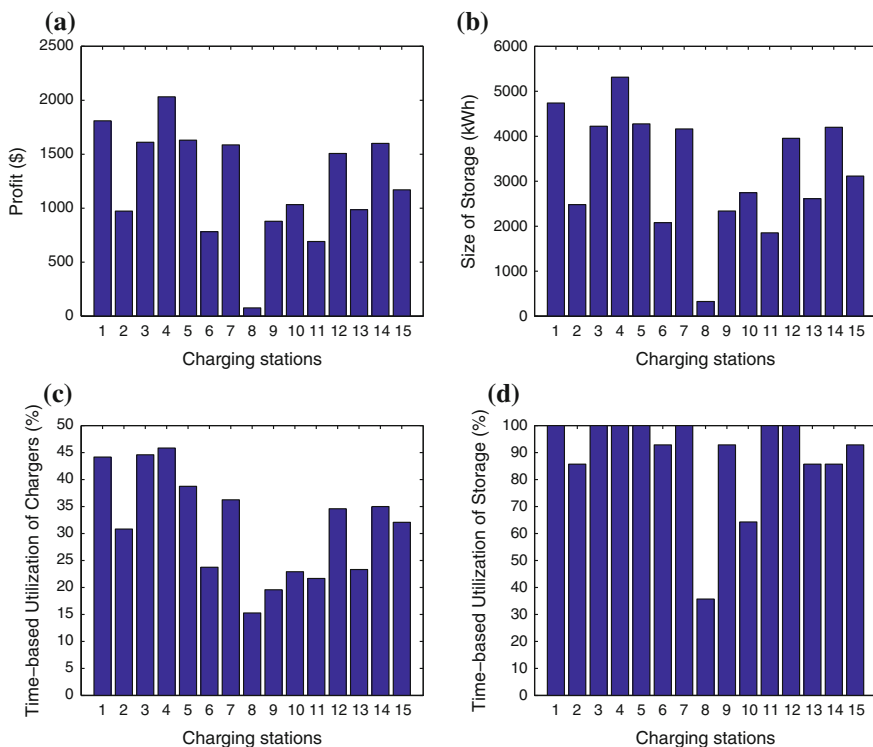 (a)
2500
2000
1500
1000
500
0
Profit ($)
1 2 3 4 5 6 7 8 9 10 11 12 13 14 15
Charging stations
(b)
6000
5000
4000
3000
2000
1000
0
Size of Storage (kWh)
1 2 3 4 5 6 7 8 9 10 11 12 13 14 15
Charging stations
(c)
50
45
40
35
30
25
20
15
10
5
0
Time-based Utilization of Chargers (%)
1 2 3 4 5 6 7 8 9 10 11 12 13 14 15
Charging stations
(d)
100
90
80
70
60
50
40
30
20
10
0
Time-based Utilization of Storage (%)
1 2 3 4 5 6 7 8 9 10 11 12 13 14 15
Charging stations